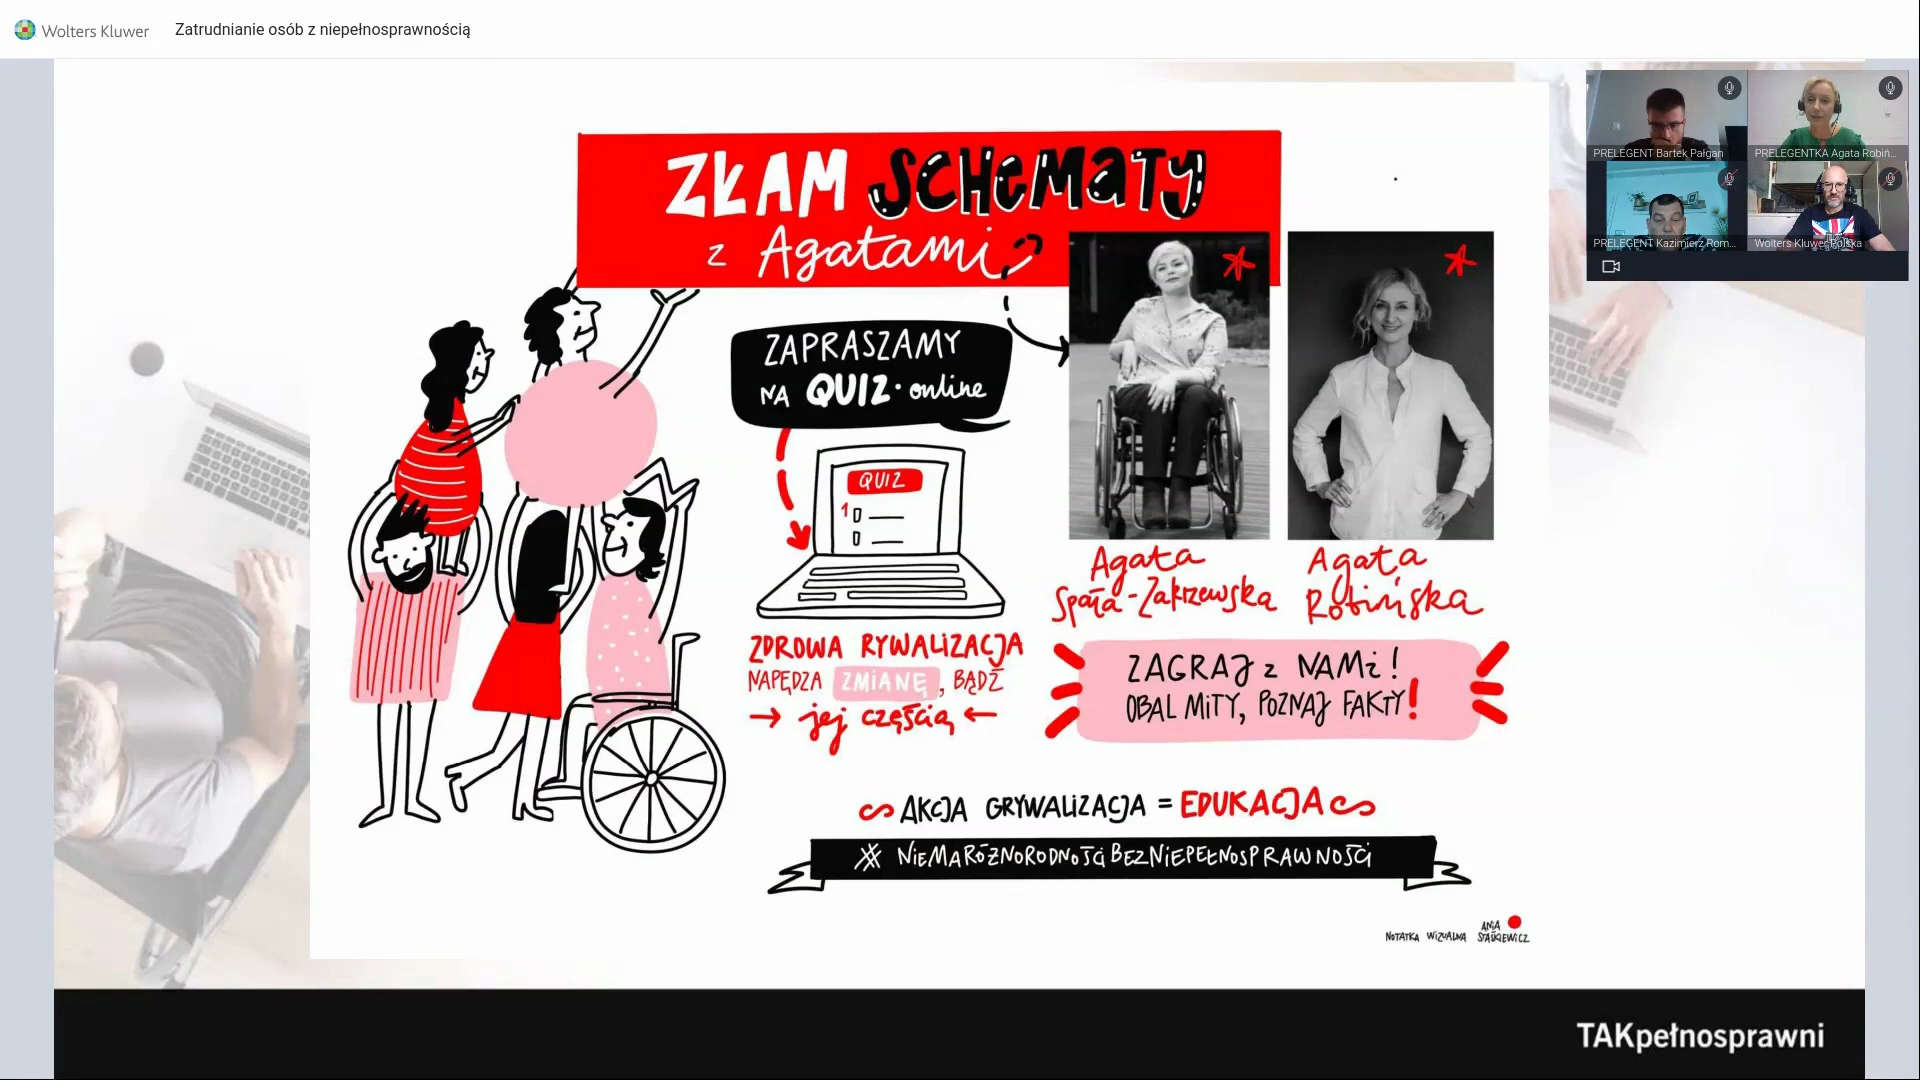 Wolters Kluwer
Zatrudnianie osób z niepełnosprawnością
PRELEGENT Bartek Pałgan
PRELEGENTKA Agata Robiń...
PRELEGENT Kazimierz Rom...
Wolters Kluwer Polska
ZŁAM SCHEMATY
z Agatami
ZAPRASZAMY
NA QUIZ online
QUIZ
1
Agata
Spała-Zakrzewska
Agata
Robińska
ZDROWA RYWALIZACJA
NAPĘDZA ZMIANĘ, BĄDŹ
→ jej częścią ←
ZAGRAJ z NAMi!
OBAL MITY, POZNAJ FAKTY!
AKCJA GRYWALIZACJA = EDUKACJA
# NIEMARÓŻNORODNOŚCIBEZNIEPEŁNOSPRAWNOŚCI
NOTATKA WIZUALNA
ANIA
STAŃKIEWICZ
TAKpełnosprawni